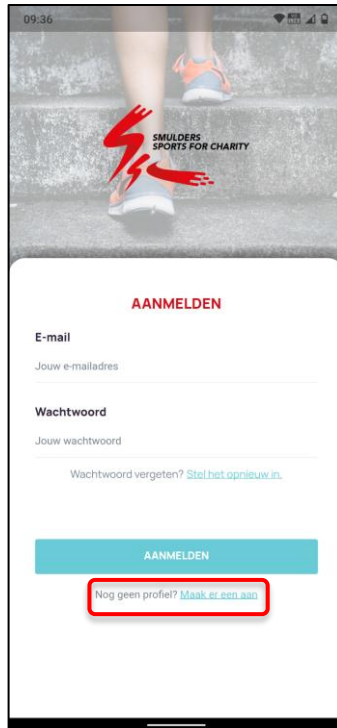 09:36
SMULDERS
SPORTS FOR CHARITY
AANMELDEN
E-mail
Jouw e-mailadres
Wachtwoord
Jouw wachtwoord
Wachtwoord vergeten? Stel het opnieuw in.
AANMELDEN
Nog geen profiel? Maak er een aan